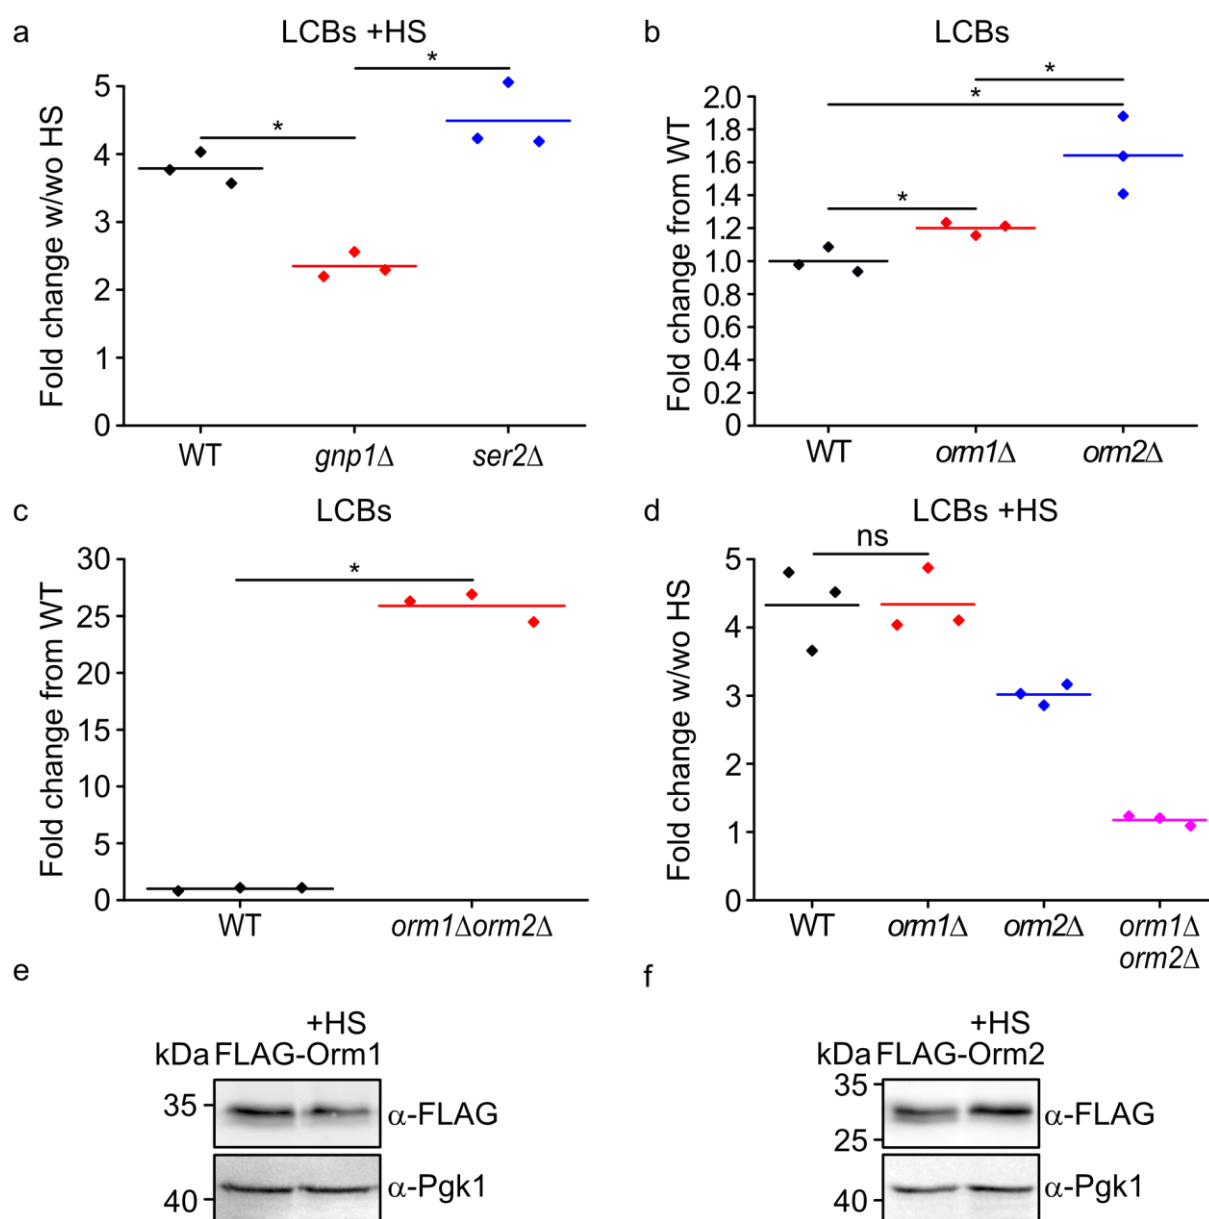 a
LCBs +HS
Fold change w/wo HS
5
4
3
2
1
0
*
*
WT
gnp1Δ
ser2Δ
b
LCBs
Fold change from WT
2.0
1.8
1.6
1.4
1.2
1.0
0.8
0.6
0.4
0.2
0
*
*
*
WT
orm1Δ
orm2Δ
c
LCBs
Fold change from WT
30
25
20
15
10
5
0
*
WT
orm1Δorm2Δ
d
LCBs +HS
Fold change w/wo HS
5
4
3
2
1
0
ns
WT
orm1Δ
orm2Δ
orm1Δ
orm2Δ
e
+HS
kDa FLAG-Orm1
35
α-FLAG
40
α-Pgk1
f
+HS
kDa FLAG-Orm2
35
25
α-FLAG
40
α-Pgk1